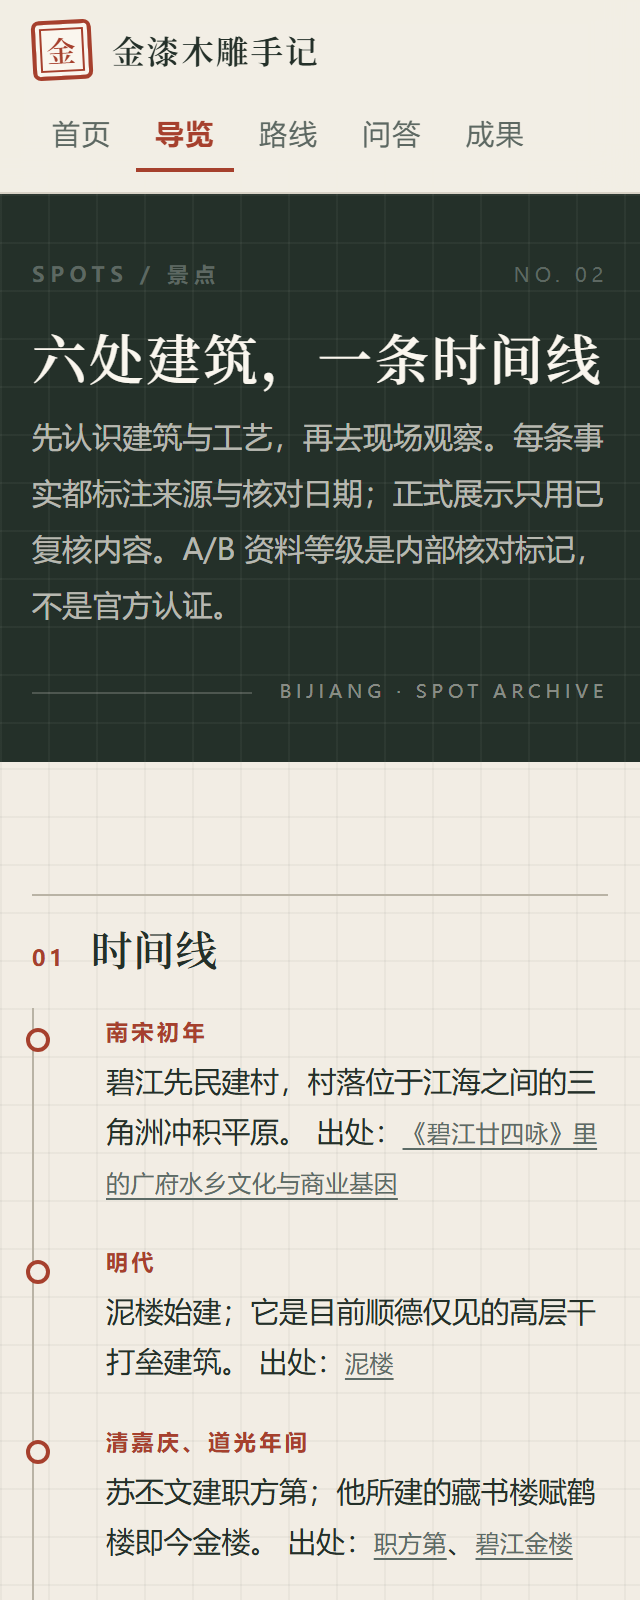 金
金漆木雕手记
首页 导览 路线 问答 成果
SPOTS / 景点 NO. 02
六处建筑，一条时间线
先认识建筑与工艺，再去现场观察。每条事
实都标注来源与核对日期；正式展示只用已
复核内容。A/B 资料等级是内部核对标记，
不是官方认证。
BIJIANG · SPOT ARCHIVE
01 时间线
南宋初年
碧江先民建村，村落位于江海之间的三
角洲冲积平原。 出处：《碧江廿四咏》里
的广府水乡文化与商业基因
明代
泥楼始建；它是目前顺德仅见的高层干
打垒建筑。 出处：泥楼
清嘉庆、道光年间
苏丕文建职方第；他所建的藏书楼赋鹤
楼即今金楼。 出处：职方第、碧江金楼